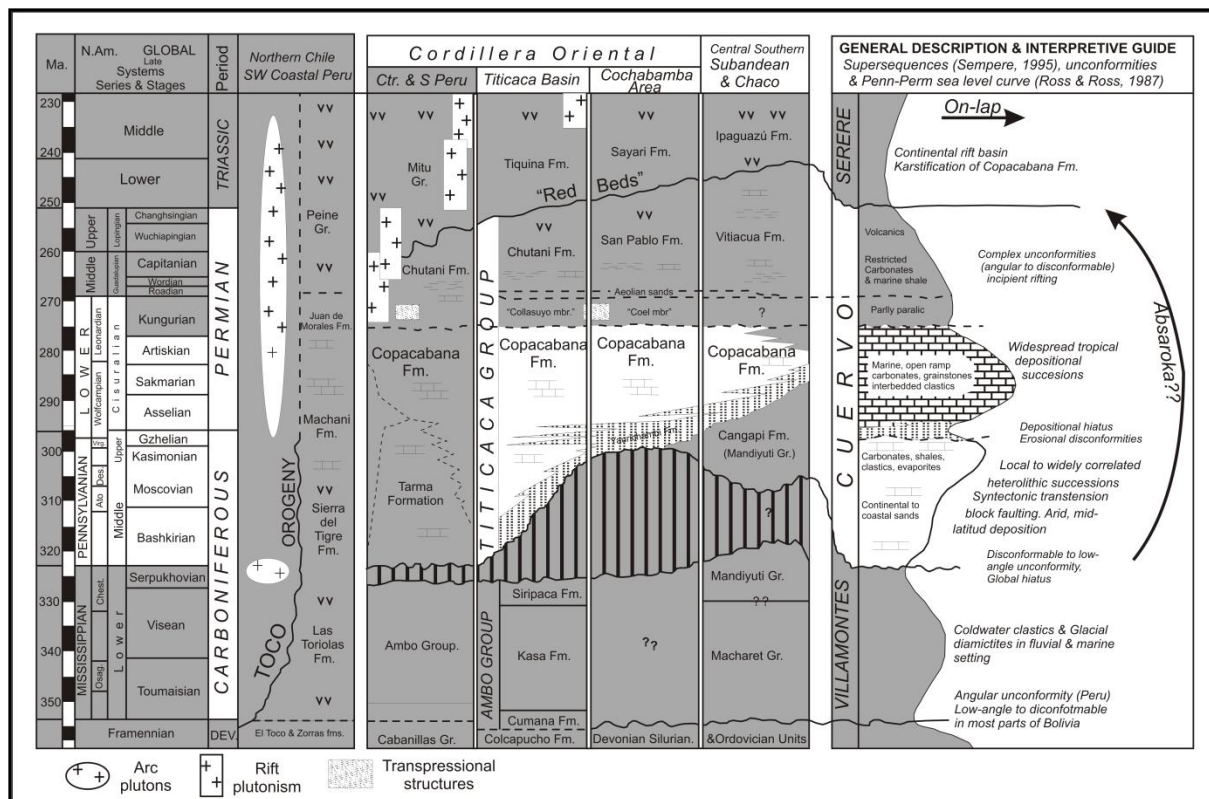 Ma.
N.Am. GLOBAL
Late
Systems
Series & Stages
Period
Northern Chile
SW Coastal Peru
Cordillera Oriental
Ctr. & S Peru
Titicaca Basin
Cochabamba
Area
Central Southern
Subandean
& Chaco
GENERAL DESCRIPTION & INTERPRETIVE GUIDE
Supersequences (Sempere, 1995), unconformities
& Penn-Perm sea level curve (Ross & Ross, 1987)
230
240
250
260
270
280
290
300
310
320
330
340
350
Middle
Lower
TRIASSIC
Upper
Lopingian
Changhsingian
Wuchiapingian
Middle
Guadalupian
Capitanian
Wordian
Roadian
LOWER
Leonardian
Wolfcampian
Cisuralian
Kungurian
Artiskian
Sakmarian
Asselian
PERMIAN
PENNSYLVANIAN
Virg.
Des.
Ato
Upper
Middle
Gzhelian
Kasimonian
Moscovian
Bashkirian
CARBONIFEROUS
MISSISSIPPIAN
Chest.
Osag.
Lower
Serpukhovian
Visean
Toumaisian
Framennian
DEV.
Peine
Gr.
Juan de
Morales Fm.
Machani
Fm.
Sierra
del
Tigre
Fm.
Las
Toriolas
Fm.
TOCO OROGENY
El Toco & Zorras fms.
Mitu
Gr.
Chutani Fm.
Copacabana
Fm.
Tarma
Formation
Ambo Group.
Cabanillas Gr.
TITICACA GROUP
AMBO GROUP
Tiquina Fm.
"Red Beds"
Chutani Fm.
"Collasuyo mbr."
Copacabana
Fm.
Siripaca Fm.
Kasa Fm.
Cumana Fm.
Colcapucho Fm.
Sayari Fm.
San Pablo Fm.
Aeolian sands
"Coel mbr"
Copacabana
Fm.
Yaurichambi Fm.
??
Devonian Silurian.
Ipaguazú Fm.
Vitiacua Fm.
?
Copacabana
Fm.
Cangapi Fm.
(Mandiyuti Gr.)
?
Mandiyuti Gr.
??
Macharet Gr.
&Ordovician Units
SERERE
CUERVO
VILLAMONTES
On-lap
Continental rift basin
Karstification of Copacabana Fm.
Volcanics
Restricted
Carbonates
& marine shale
Partly paralic
Complex unconformities
(angular to disconformable)
incipient rifting
Absaroka??
Marine, open ramp
carbonates, grainstones
interbedded clastics
Widespread tropical
depositional
succesions
Depositional hiatus
Erosional disconformities
Carbonates, shales,
clastics, evaporites
Continental to
coastal sands
Local to widely correlated
heterolithic successions
Syntectonic transtension
block faulting. Arid, mid-
latitud deposition
Disconformable to low-
angle unconformity,
Global hiatus
Coldwater clastics & Glacial
diamictites in fluvial & marine
setting
Angular unconformity (Peru)
Low-angle to diconfotmable
in most parts of Bolivia
Arc
plutons
Rift
plutonism
Transpressional
structures